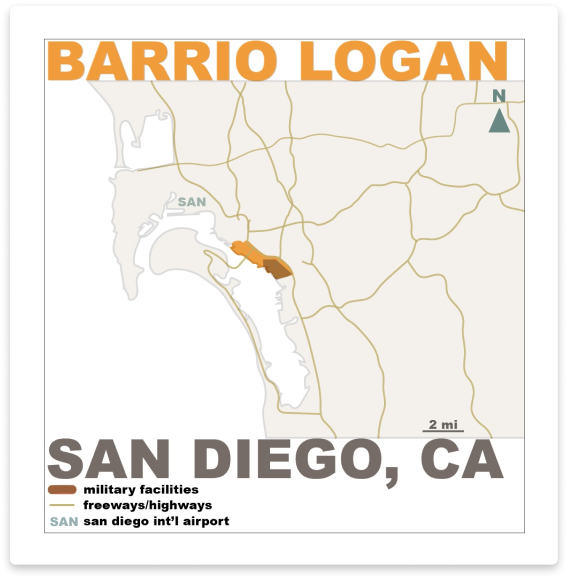 BARRIO LOGAN
N
SAN
2 mi
SAN DIEGO, CA
military facilities
freeways/highways
SAN san diego int'l airport